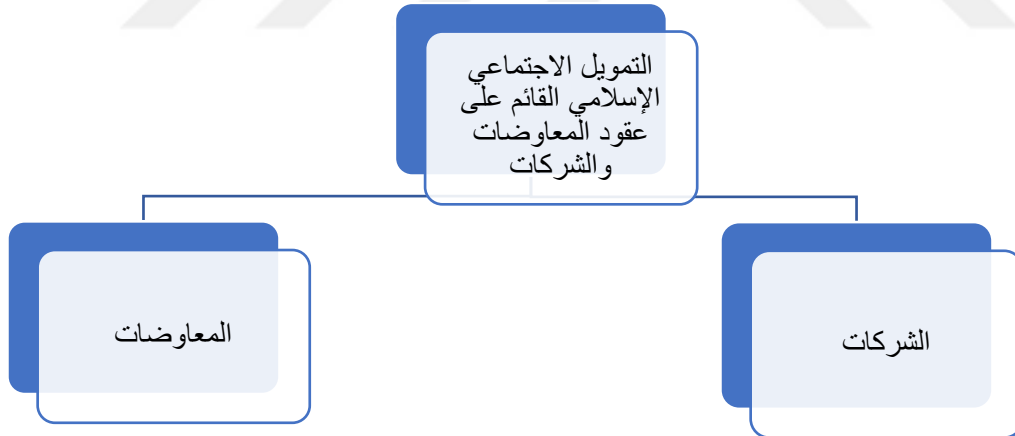 التمويل الاجتماعي
الإسلامي القائم على
عقود المعاوضات
والشركات
الشركات
المعاوضات